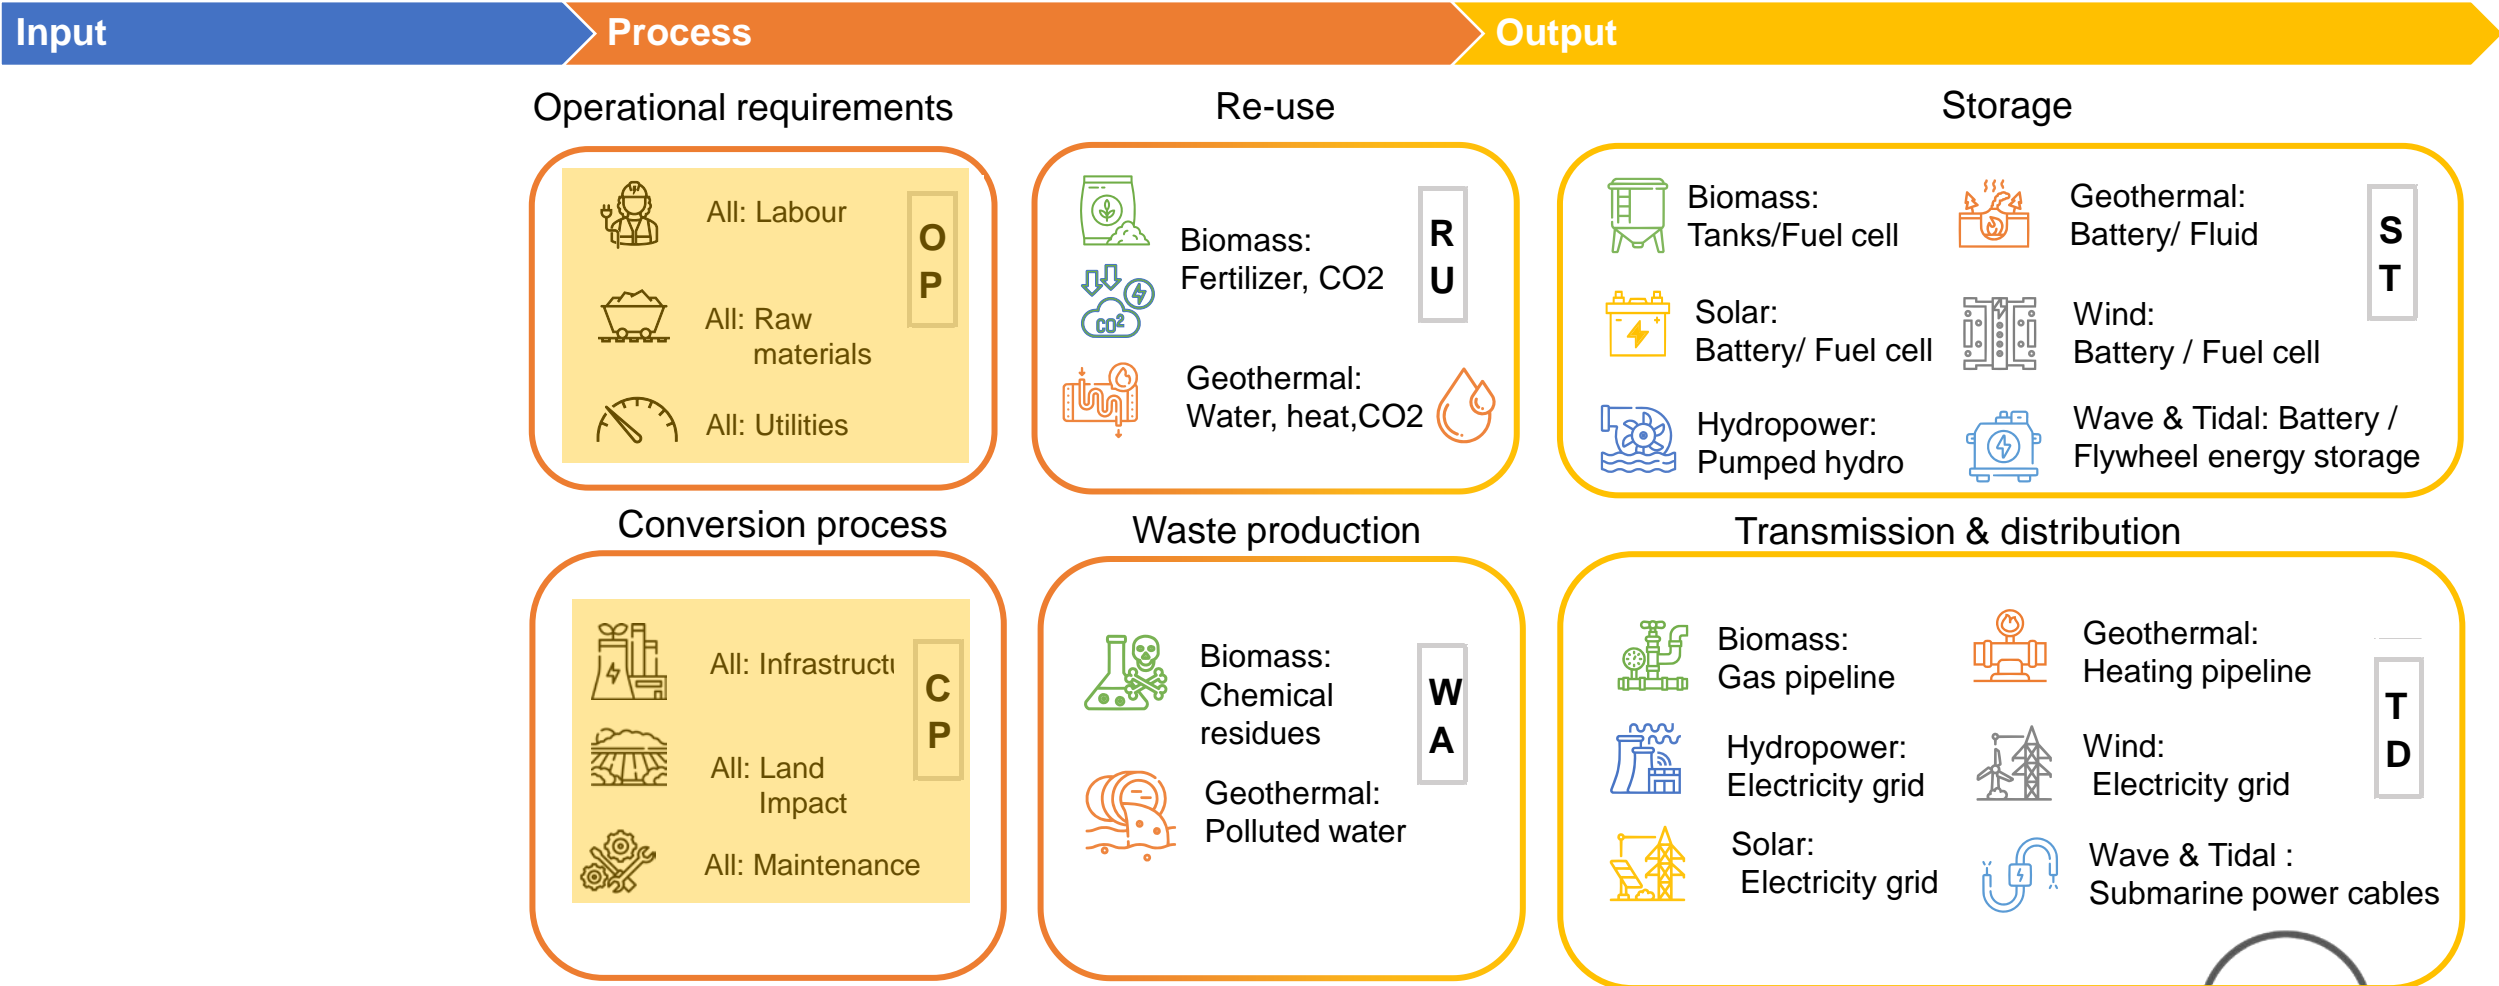 Input
Process
Output
Operational requirements
All: Labour
All: Raw
materials
All: Utilities
O
P
Re-use
Biomass:
Fertilizer, CO2
Geothermal:
Water, heat,CO2
CO²
R
U
Storage
Biomass:
Tanks/Fuel cell
Geothermal:
Battery/ Fluid
Solar:
Battery/ Fuel cell
Wind:
Battery / Fuel cell
Hydropower:
Pumped hydro
Wave & Tidal: Battery /
Flywheel energy storage
S
T
Conversion process
All: Infrastructu
All: Land
Impact
All: Maintenance
C
P
Waste production
Biomass:
Chemical
residues
Geothermal:
Polluted water
W
A
Transmission & distribution
Biomass:
Gas pipeline
Geothermal:
Heating pipeline
Hydropower:
Electricity grid
Wind:
Electricity grid
Solar:
Electricity grid
Wave & Tidal :
Submarine power cables
T
D